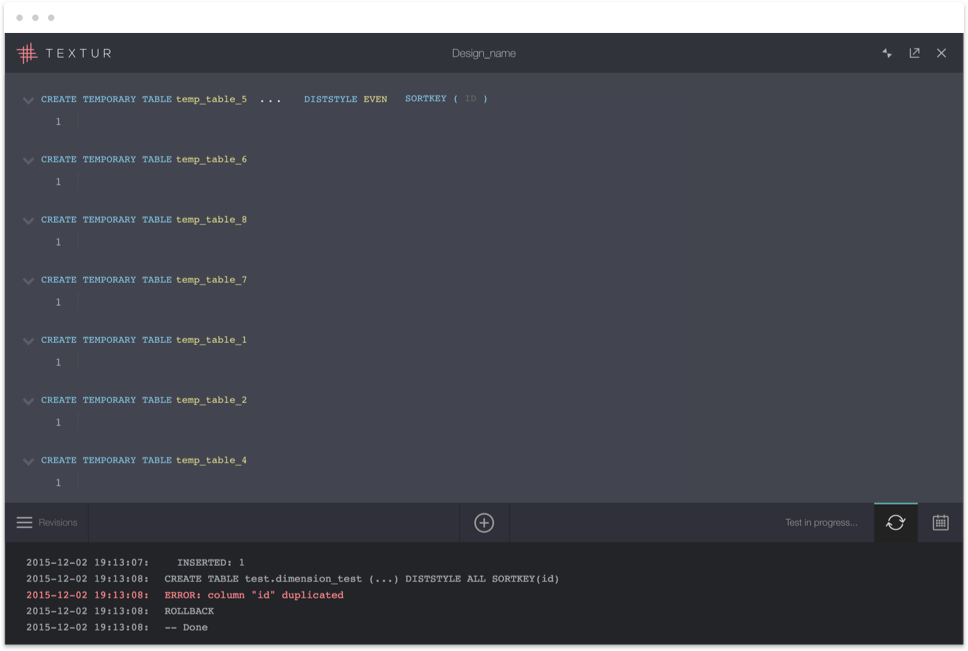 TEXTUR
Design_name
CREATE TEMPORARY TABLE temp_table_5 ... DISTSTYLE EVEN SORTKEY ( ID )
1
CREATE TEMPORARY TABLE temp_table_6
1
CREATE TEMPORARY TABLE temp_table_8
1
CREATE TEMPORARY TABLE temp_table_7
1
CREATE TEMPORARY TABLE temp_table_1
1
CREATE TEMPORARY TABLE temp_table_2
1
CREATE TEMPORARY TABLE temp_table_4
1
Revisions
Test in progress...
2015-12-02 19:13:07: INSERTED: 1
2015-12-02 19:13:08: CREATE TABLE test.dimension_test (...) DISTSTYLE ALL SORTKEY(id)
2015-12-02 19:13:08: ERROR: column "id" duplicated
2015-12-02 19:13:08: ROLLBACK
2015-12-02 19:13:08: -- Done